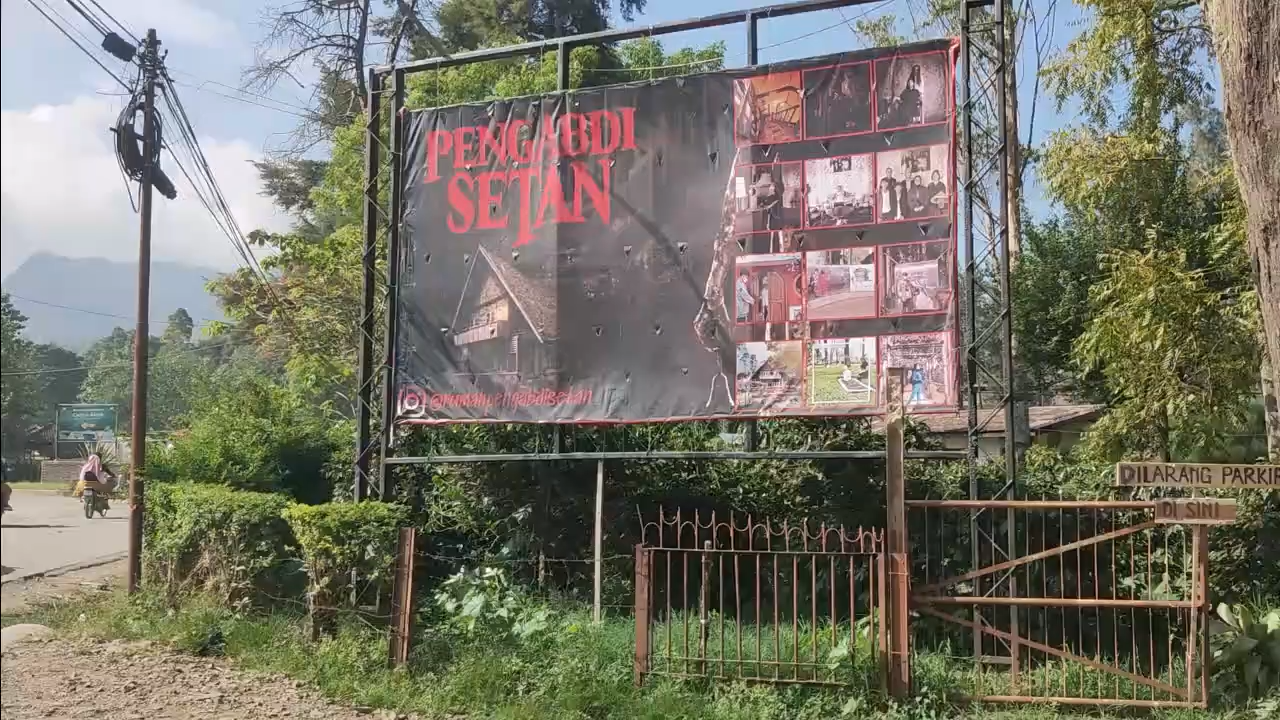 PENGABDI
SETAN
@rumahpengabdisetan
DILARANG PARKIR
DI SINI